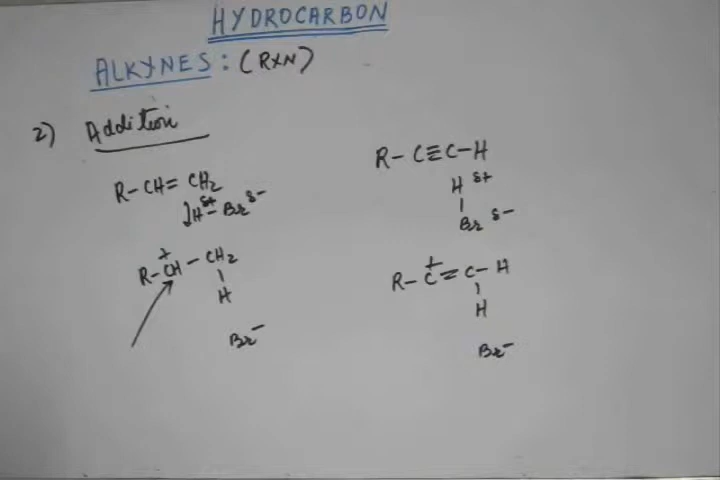 HYDROCARBON
ALKYNES : (RXN)
2) Addition
R-CH=CH2
H δ+ - Br δ-
R-CH+-CH2
H
Br-
R-C≡C-H
H δ+
Br δ-
R-C+=C-H
H
Br-